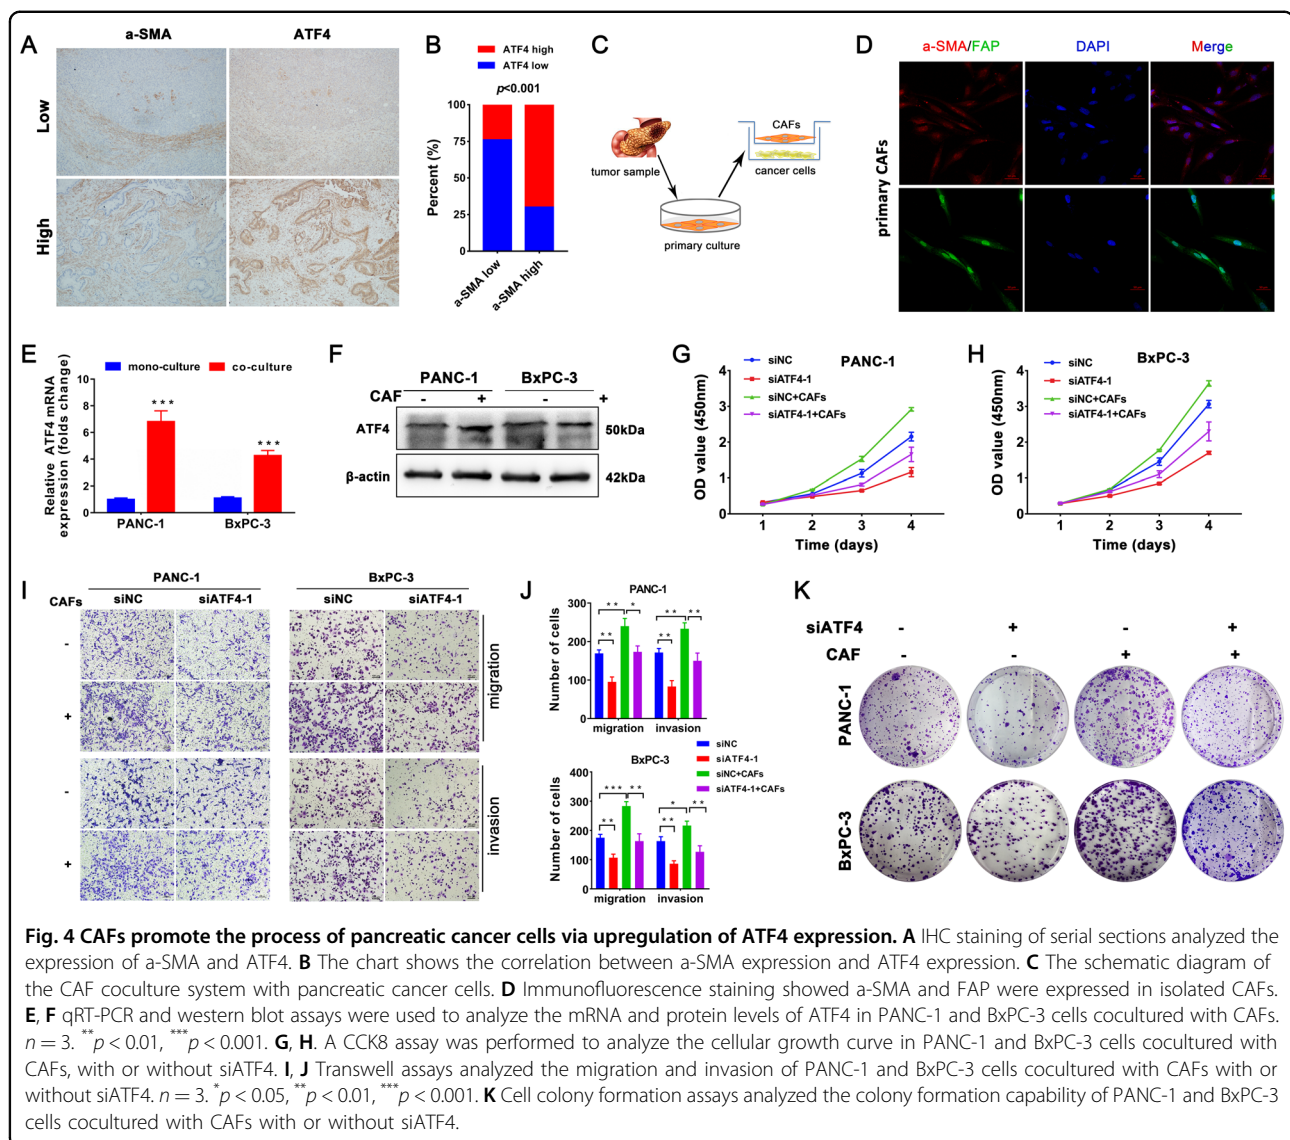 A
a-SMA
ATF4
Low
High
B
ATF4 high
ATF4 low
p<0.001
100
75
50
25
0
Percent (%)
a-SMA low
a-SMA high
C
tumor sample
primary culture
CAFs
cancer cells
D
a-SMA/FAP
DAPI
Merge
primary CAFs
E
mono-culture
co-culture
Relative ATF4 mRNA
expression (folds change)
10
8
6
4
2
0
***
***
PANC-1
BxPC-3
F
PANC-1
BxPC-3
CAF
-
+
-
+
ATF4
50kDa
β-actin
42kDa
G
PANC-1
siNC
siATF4-1
siNC+CAFs
siATF4-1+CAFs
OD value (450nm)
4
3
2
1
0
1
2
3
4
Time (days)
H
BxPC-3
siNC
siATF4-1
siNC+CAFs
siATF4-1+CAFs
OD value (450nm)
4
3
2
1
0
1
2
3
4
Time (days)
I
PANC-1
BxPC-3
CAFs
siNC
siATF4-1
siNC
siATF4-1
-
+
-
+
migration
invasion
J
PANC-1
Number of cells
300
200
100
0
**
**
*
**
**
**
migration
invasion
siNC
siATF4-1
siNC+CAFs
siATF4-1+CAFs
BxPC-3
Number of cells
400
300
200
100
0
***
**
**
*
**
**
migration
invasion
K
siATF4
-
+
-
+
CAF
-
-
+
+
PANC-1
BxPC-3
Fig. 4 CAFs promote the process of pancreatic cancer cells via upregulation of ATF4 expression. A IHC staining of serial sections analyzed the
expression of a-SMA and ATF4. B The chart shows the correlation between a-SMA expression and ATF4 expression. C The schematic diagram of
the CAF coculture system with pancreatic cancer cells. D Immunofluorescence staining showed a-SMA and FAP were expressed in isolated CAFs.
E, F qRT-PCR and western blot assays were used to analyze the mRNA and protein levels of ATF4 in PANC-1 and BxPC-3 cells cocultured with CAFs.
n = 3. **p < 0.01, ***p < 0.001. G, H. A CCK8 assay was performed to analyze the cellular growth curve in PANC-1 and BxPC-3 cells cocultured with
CAFs, with or without siATF4. I, J Transwell assays analyzed the migration and invasion of PANC-1 and BxPC-3 cells cocultured with CAFs with or
without siATF4. n = 3. *p < 0.05, **p < 0.01, ***p < 0.001. K Cell colony formation assays analyzed the colony formation capability of PANC-1 and BxPC-3
cells cocultured with CAFs with or without siATF4.